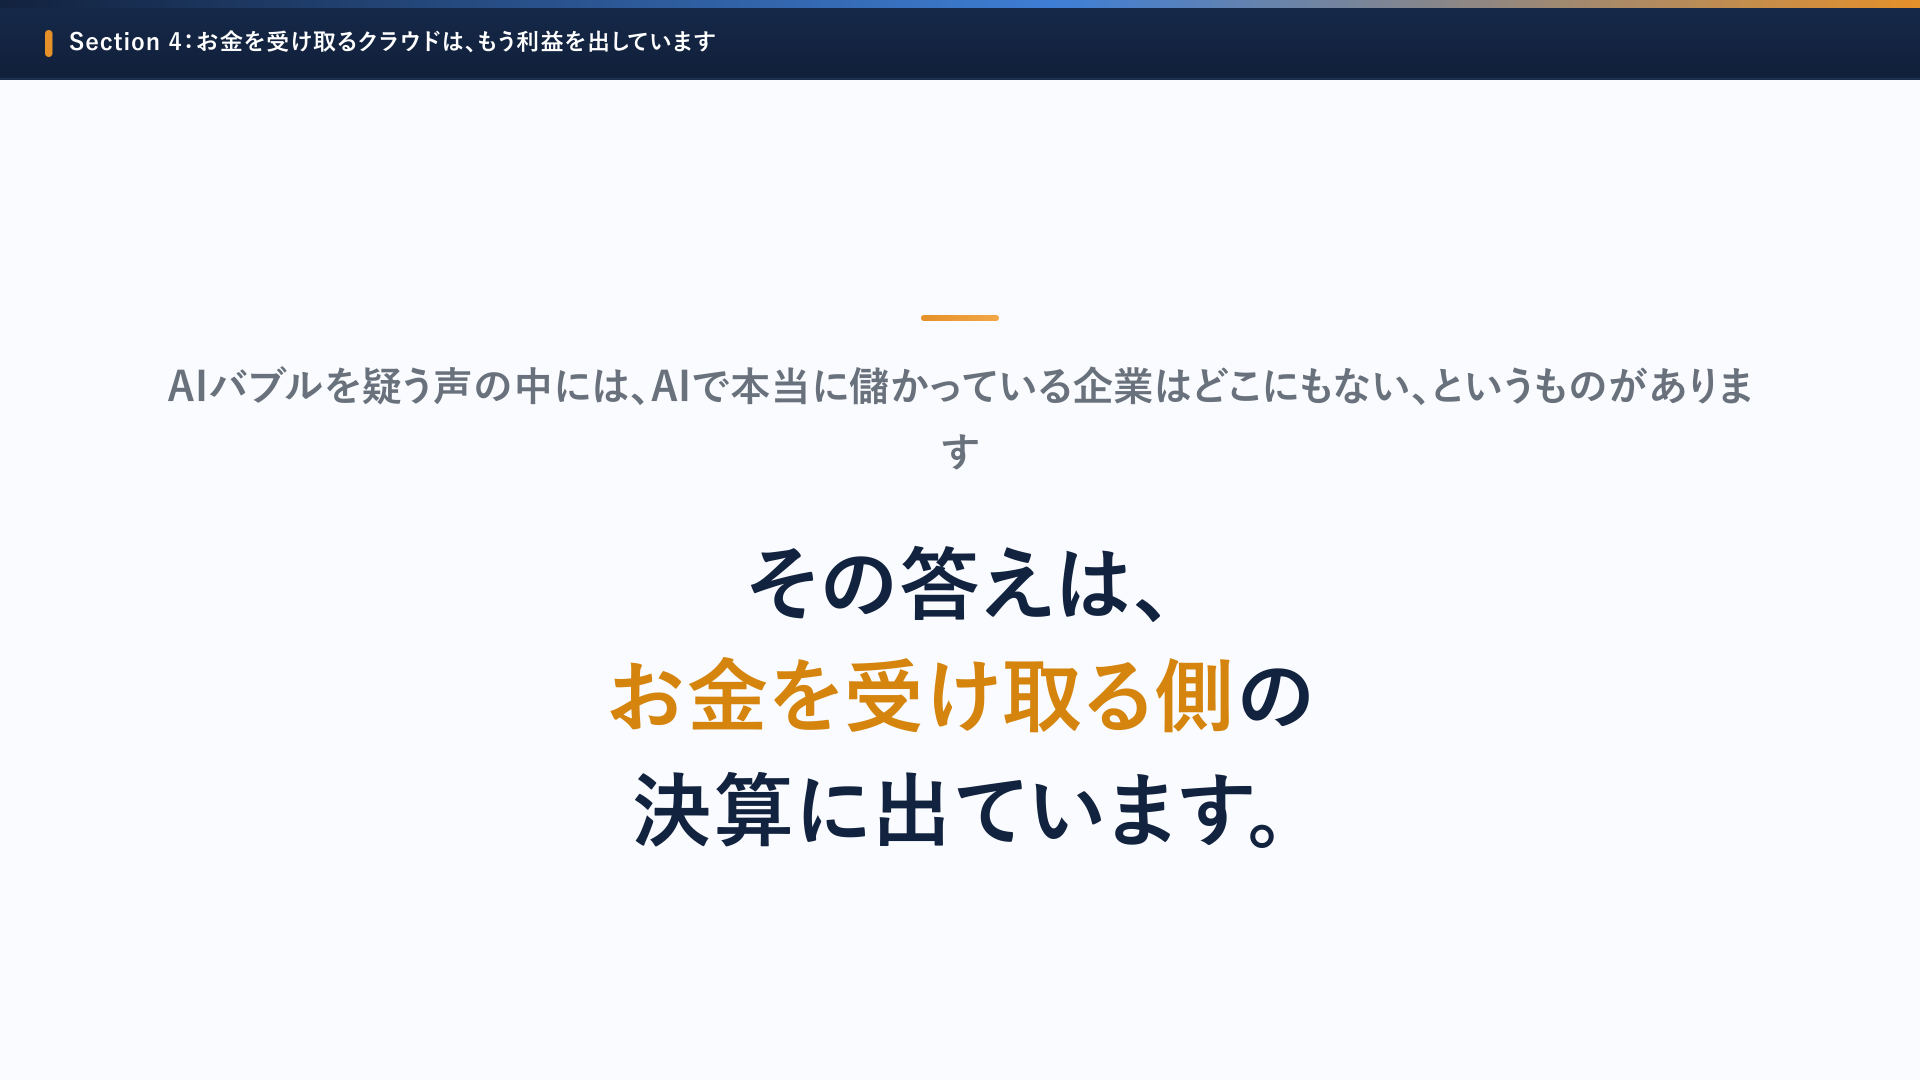 Section 4：お金を受け取るクラウドは、もう利益を出しています
AIバブルを疑う声の中には、AIで本当に儲かっている企業はどこにもない、というものがありま
す
その答えは、
お金を受け取る側の
決算に出ています。